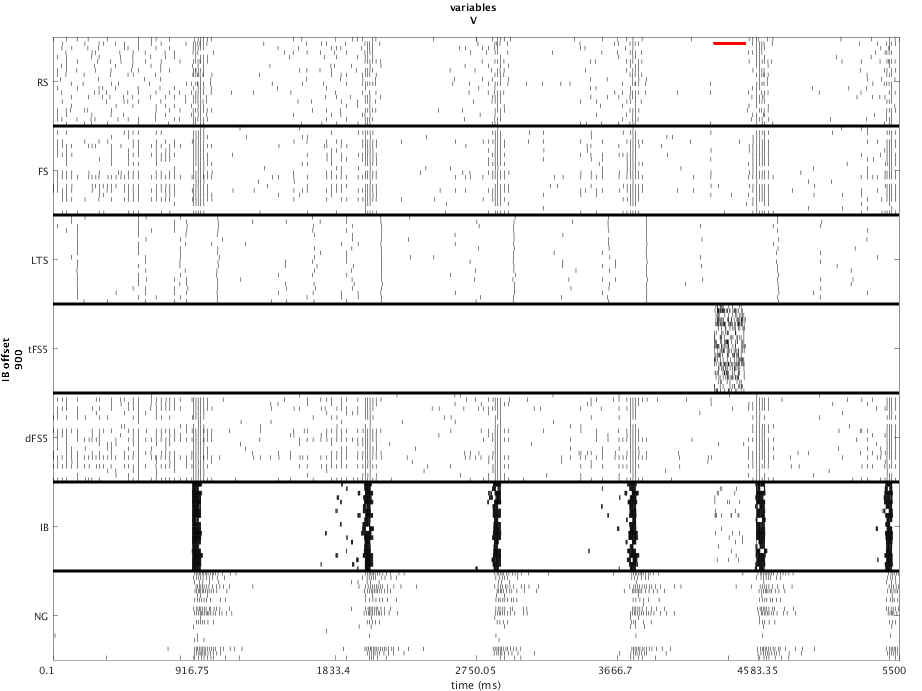 variables
V
RS
FS
LTS
IB offset
900
tFS5
dFS5
IB
NG
0.1 916.75 1833.4 2750.05 3666.7 4583.35 5500
time (ms)